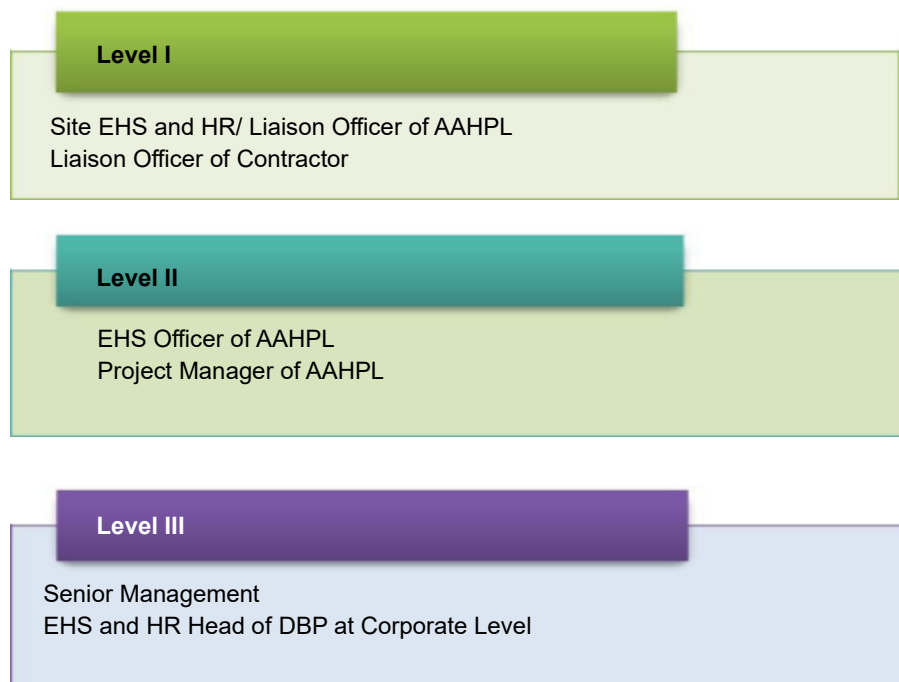 Level I
Site EHS and HR/ Liaison Officer of AAHPL
Liaison Officer of Contractor
Level II
EHS Officer of AAHPL
Project Manager of AAHPL
Level III
Senior Management
EHS and HR Head of DBP at Corporate Level